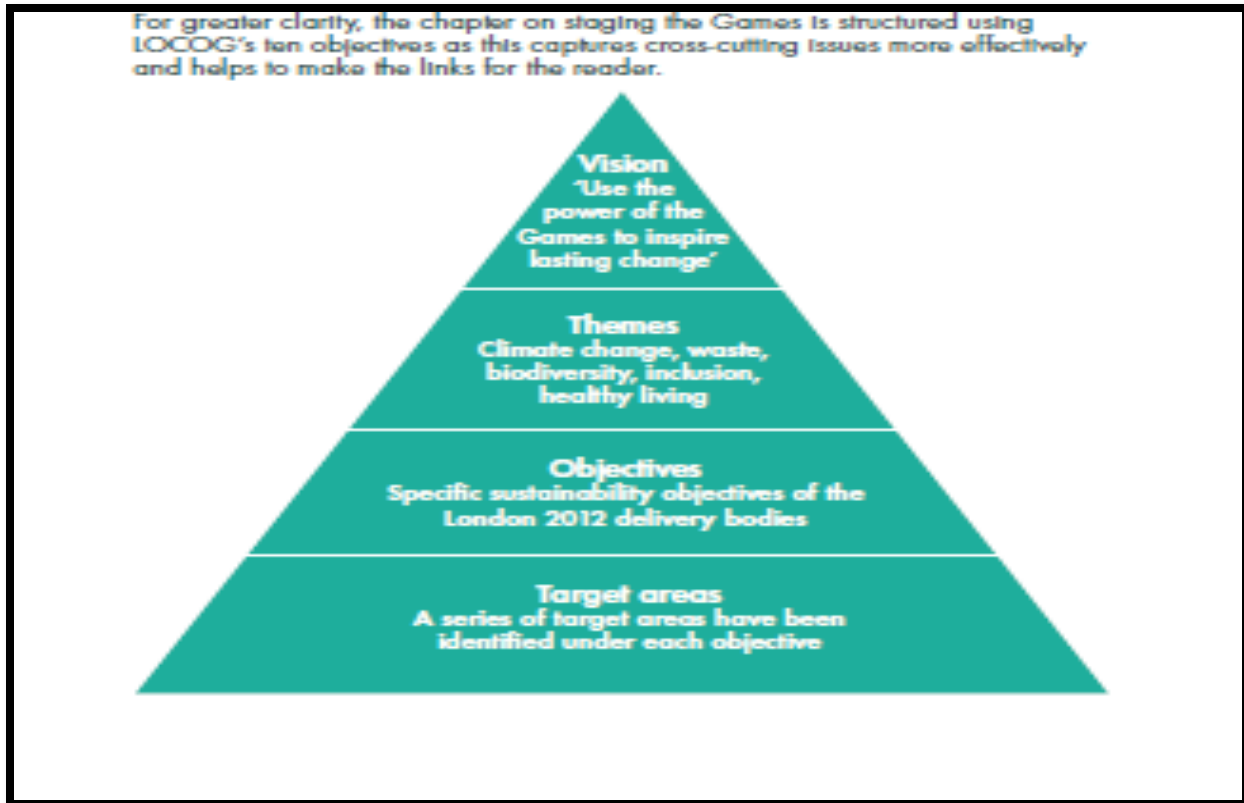 For greater clarity, the chapter on staging the Games is structured using
LOCOG's ten objectives as this captures cross-cutting issues more effectively
and helps to make the links for the reader.
Vision
'Use the
power of the
Games to inspire
lasting change'
Themes
Climate change, waste,
biodiversity, inclusion,
healthy living
Objectives
Specific sustainability objectives of the
London 2012 delivery bodies
Target areas
A series of target areas have been
identified under each objective